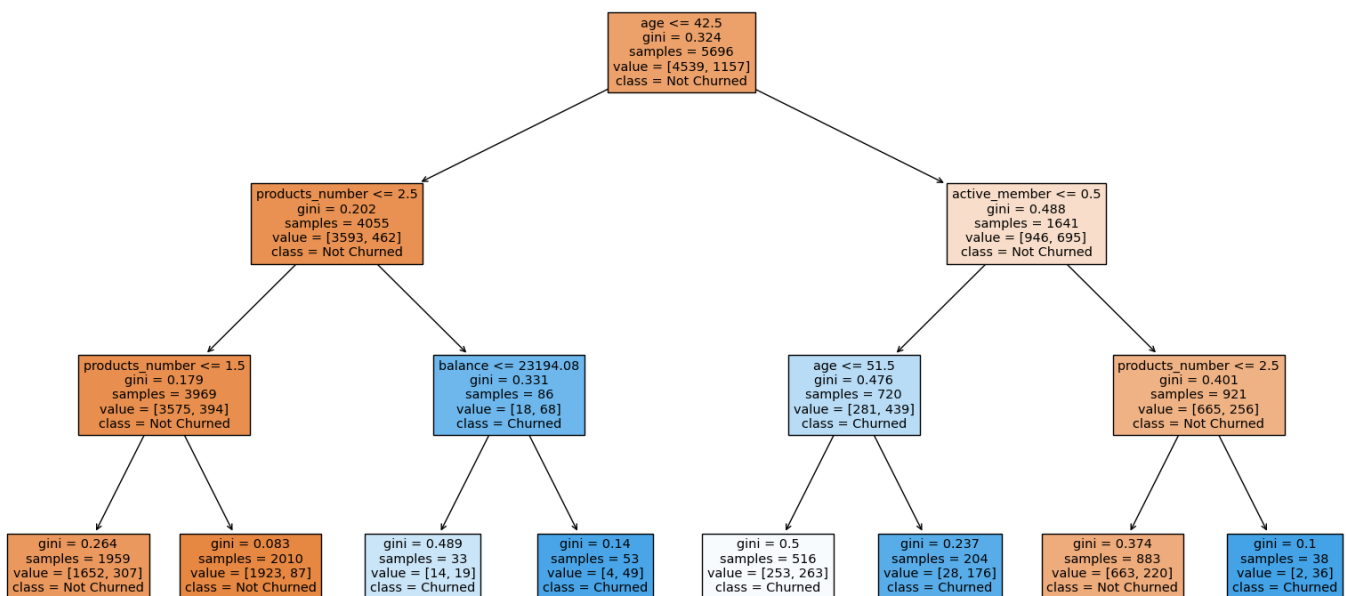 age <= 42.5
gini = 0.324
samples = 5696
value = [4539, 1157]
class = Not Churned
products_number <= 2.5
gini = 0.202
samples = 4055
value = [3593, 462]
class = Not Churned
active_member <= 0.5
gini = 0.488
samples = 1641
value = [946, 695]
class = Not Churned
products_number <= 1.5
gini = 0.179
samples = 3969
value = [3575, 394]
class = Not Churned
balance <= 23194.08
gini = 0.331
samples = 86
value = [18, 68]
class = Churned
age <= 51.5
gini = 0.476
samples = 720
value = [281, 439]
class = Churned
products_number <= 2.5
gini = 0.401
samples = 921
value = [665, 256]
class = Not Churned
gini = 0.264
samples = 1959
value = [1652, 307]
class = Not Churned
gini = 0.083
samples = 2010
value = [1923, 87]
class = Not Churned
gini = 0.489
samples = 33
value = [14, 19]
class = Churned
gini = 0.14
samples = 53
value = [4, 49]
class = Churned
gini = 0.5
samples = 516
value = [253, 263]
class = Churned
gini = 0.237
samples = 204
value = [28, 176]
class = Churned
gini = 0.374
samples = 883
value = [663, 220]
class = Not Churned
gini = 0.1
samples = 38
value = [2, 36]
class = Churned